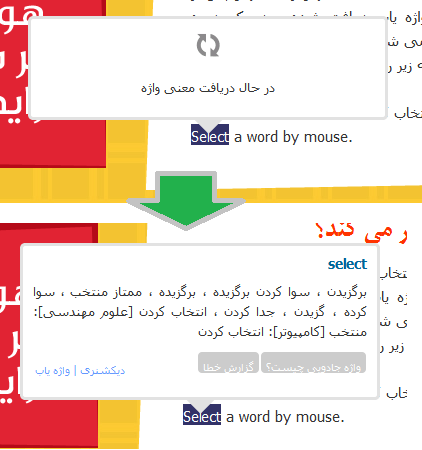 در حال دریافت معنی واژه
Select a word by mouse.
ر می کند؟
select
برگزیدن ، سوا کردن برگزیده ، برگزیده ، ممتاز منتخب ، سوا
کرده ، گزیدن ، جدا کردن ، انتخاب کردن [علوم مهندسی]:
منتخب [کامپیوتر]: انتخاب کردن
واژه جادویی چیست؟ گزارش خطا
دیکشنری | واژه یاب
Select a word by mouse.